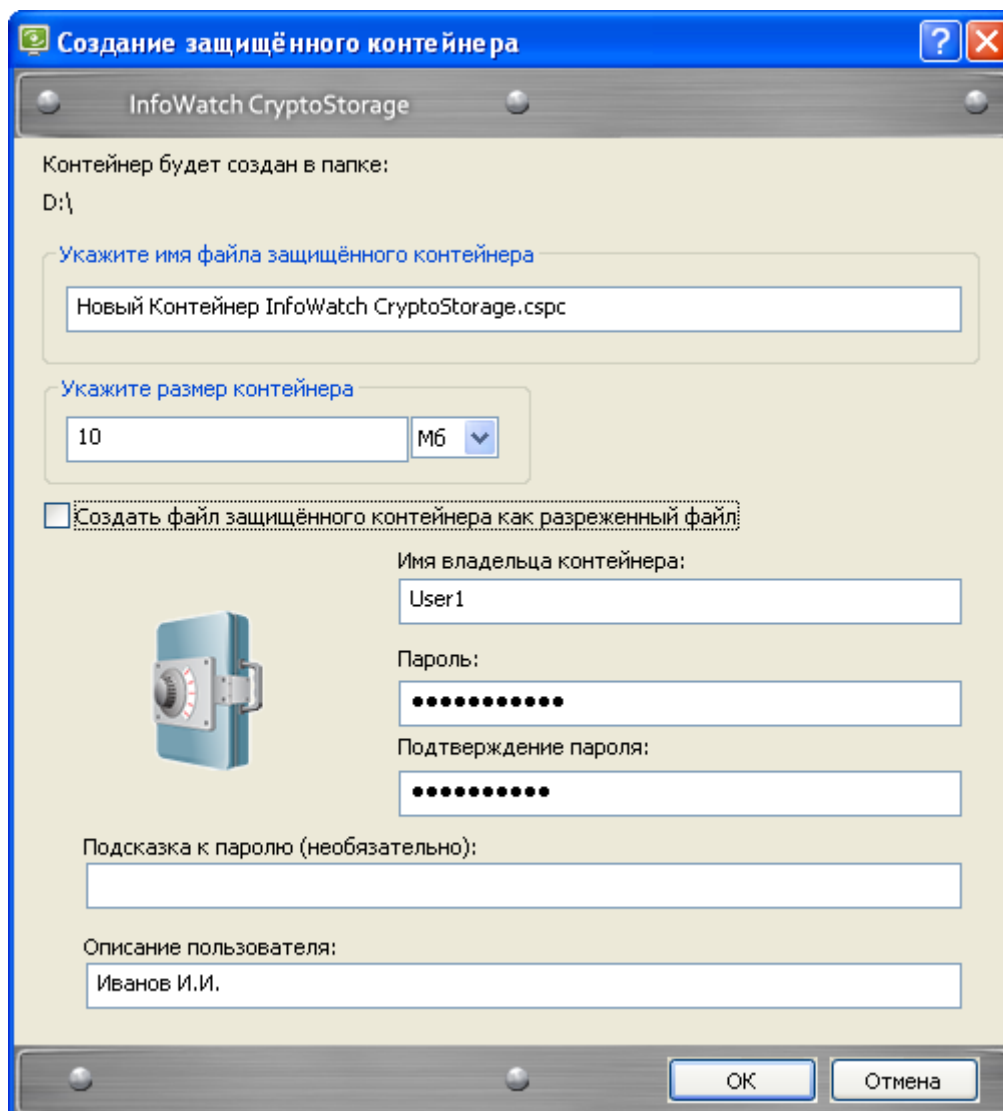 Создание защищённого контейнера
InfoWatch CryptoStorage
Контейнер будет создан в папке:
D:\
Укажите имя файла защищённого контейнера
Новый Контейнер InfoWatch CryptoStorage.cspc
Укажите размер контейнера
10 Мб
Создать файл защищённого контейнера как разреженный файл
Имя владельца контейнера:
User1
Пароль:
●●●●●●●●●●●
Подтверждение пароля:
●●●●●●●●●●
Подсказка к паролю (необязательно):
Описание пользователя:
Иванов И.И.
ОК Отмена